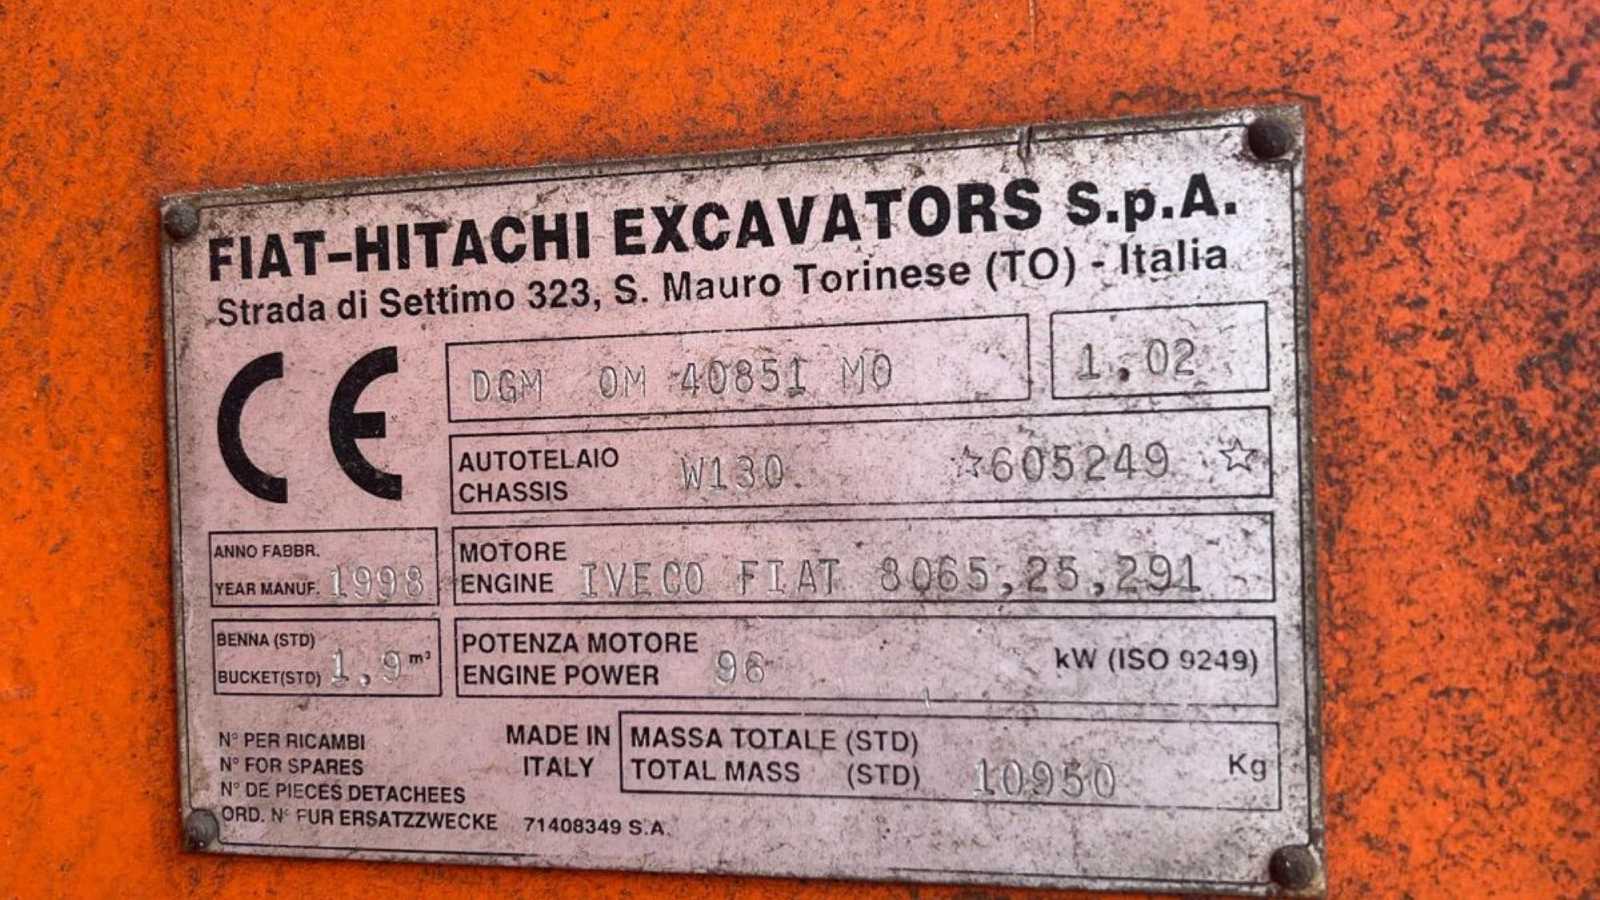 FIAT-HITACHI EXCAVATORS S.p.A.
Strada di Settimo 323, S. Mauro Torinese (TO) - Italia
CE
DGM OM 40851 MO
1.02
AUTOTELAIO
CHASSIS
W130
☆605249 ☆
ANNO FABBR.
YEAR MANUF. 1998
MOTORE
ENGINE IVECO FIAT 8065,25,291
BENNA (STD)
BUCKET(STD) 1,9 m³
POTENZA MOTORE
ENGINE POWER 96 kW (ISO 9249)
N° PER RICAMBI
N° FOR SPARES
N° DE PIECES DETACHEES
ORD. N° FUR ERSATZZWECKE 71408349 S.A.
MADE IN
ITALY
MASSA TOTALE (STD)
TOTAL MASS (STD) 10950 Kg